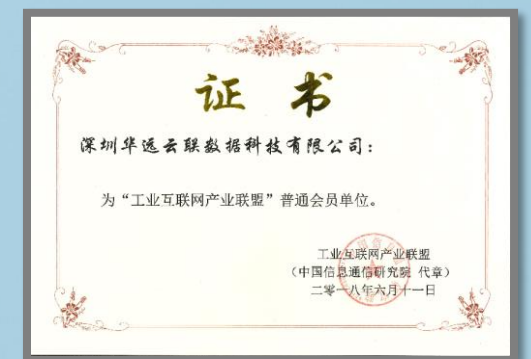 证 书
深圳华远云联数据科技有限公司：
为“工业互联网产业联盟”普通会员单位。
工业互联网产业联盟
（中国信息通信研究院 代章）
二零一八年六月十一日